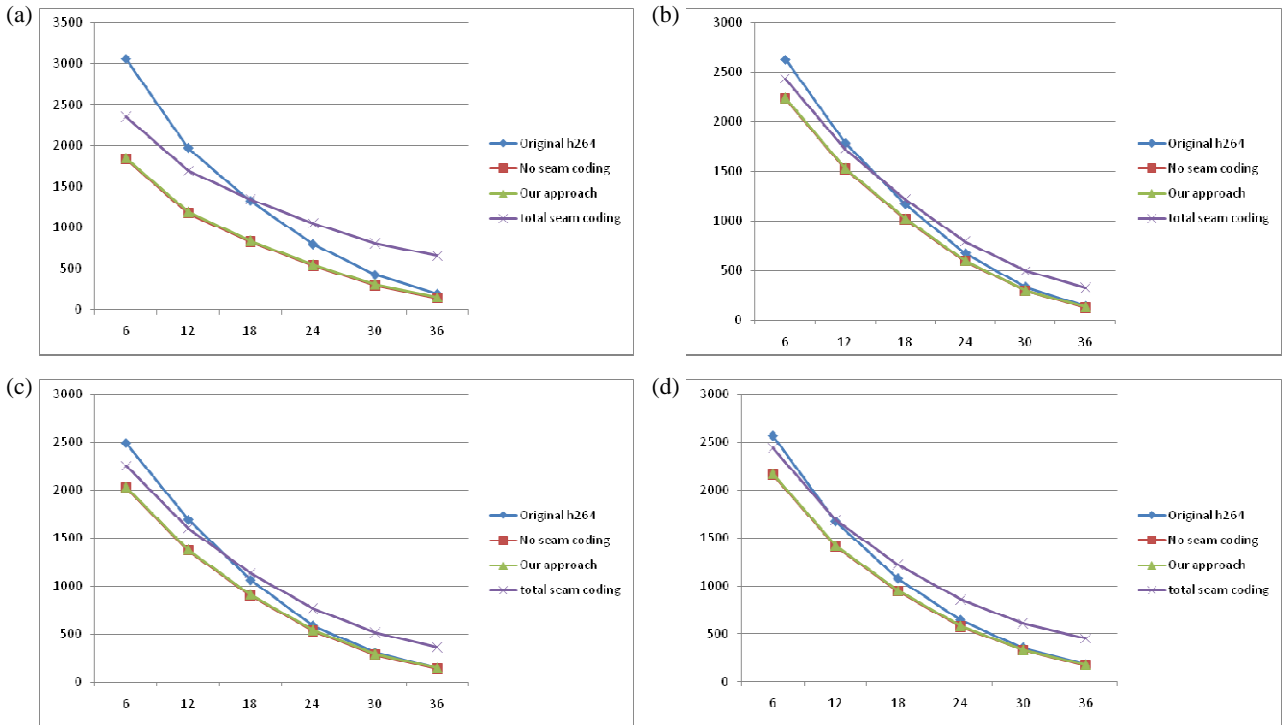 (a)
3500
3000
2500
2000
1500
1000
500
0
6 12 18 24 30 36
Original h264
No seam coding
Our approach
total seam coding
(b)
3000
2500
2000
1500
1000
500
0
6 12 18 24 30 36
Original h264
No seam coding
Our approach
total seam coding
(c)
3000
2500
2000
1500
1000
500
0
6 12 18 24 30 36
Original h264
No seam coding
Our approach
total seam coding
(d)
3000
2500
2000
1500
1000
500
0
6 12 18 24 30 36
Original h264
No seam coding
Our approach
total seam coding